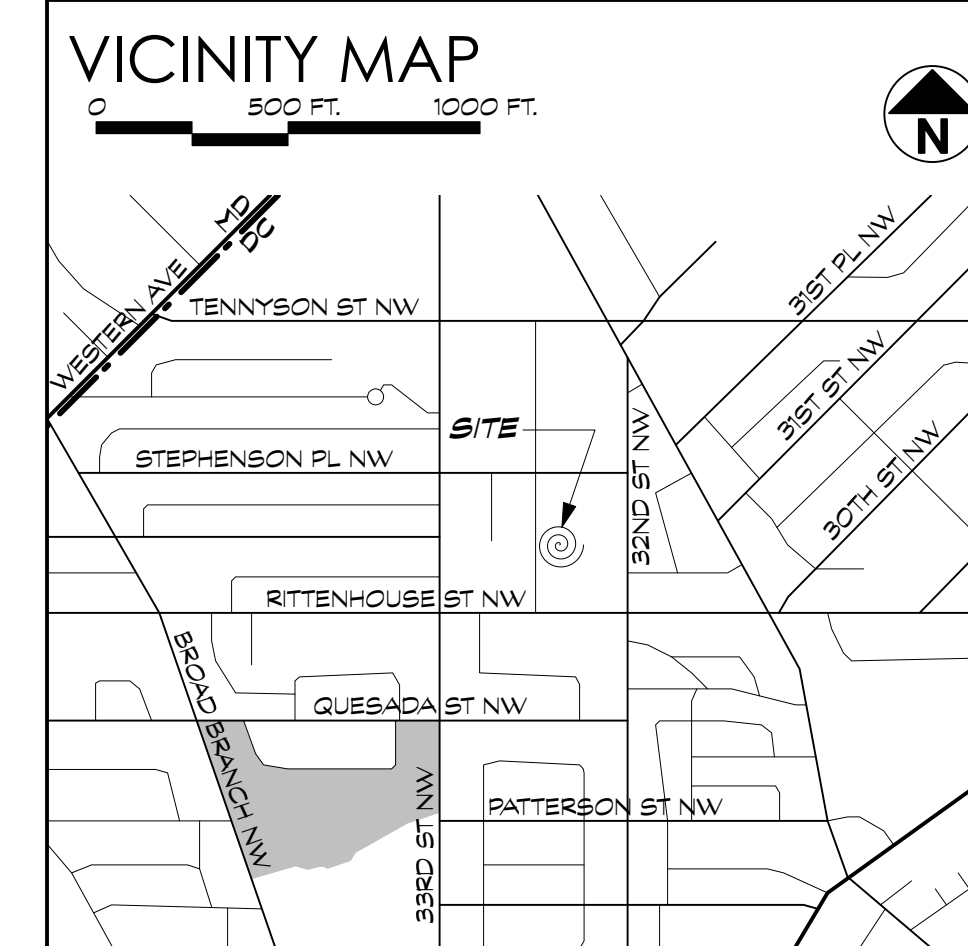 VICINITY MAP
0 500 FT. 1000 FT.
N
MD
DC
WESTERN AVE
TENNYSON ST NW
31ST PL NW
31ST ST NW
SITE
32ND ST NW
30TH ST NW
STEPHENSON PL NW
RITTENHOUSE ST NW
BROAD BRANCH NW
QUESADA ST NW
33RD ST NW
PATTERSON ST NW